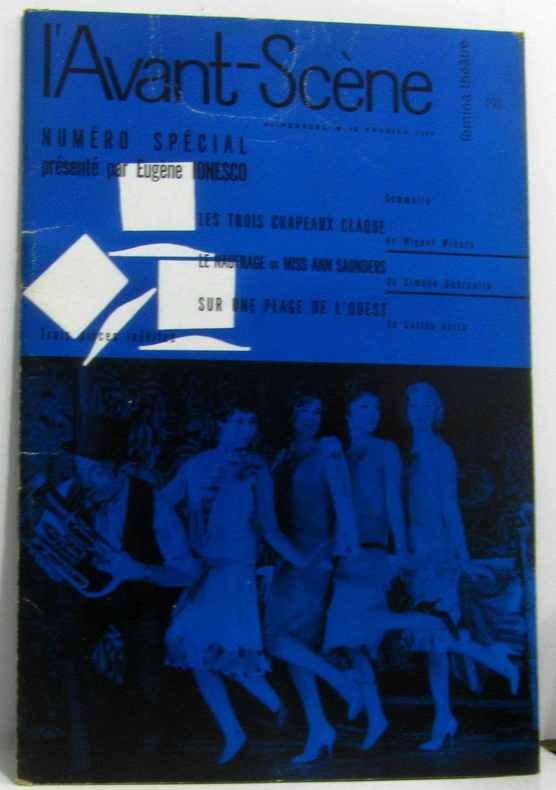 l'Avant-Scène
femina théâtre
NUMÉRO SPÉCIAL
présenté par Eugène IONESCO
Sommaire
LES TROIS CHAPEAUX CLAQUE
de Miguel Mihura
LE NAUFRAGE ou MISS ANN SAUNDERS
de Simone Dubreuilh
SUR UNE PLAGE DE L'OUEST
Trois pièces inédites